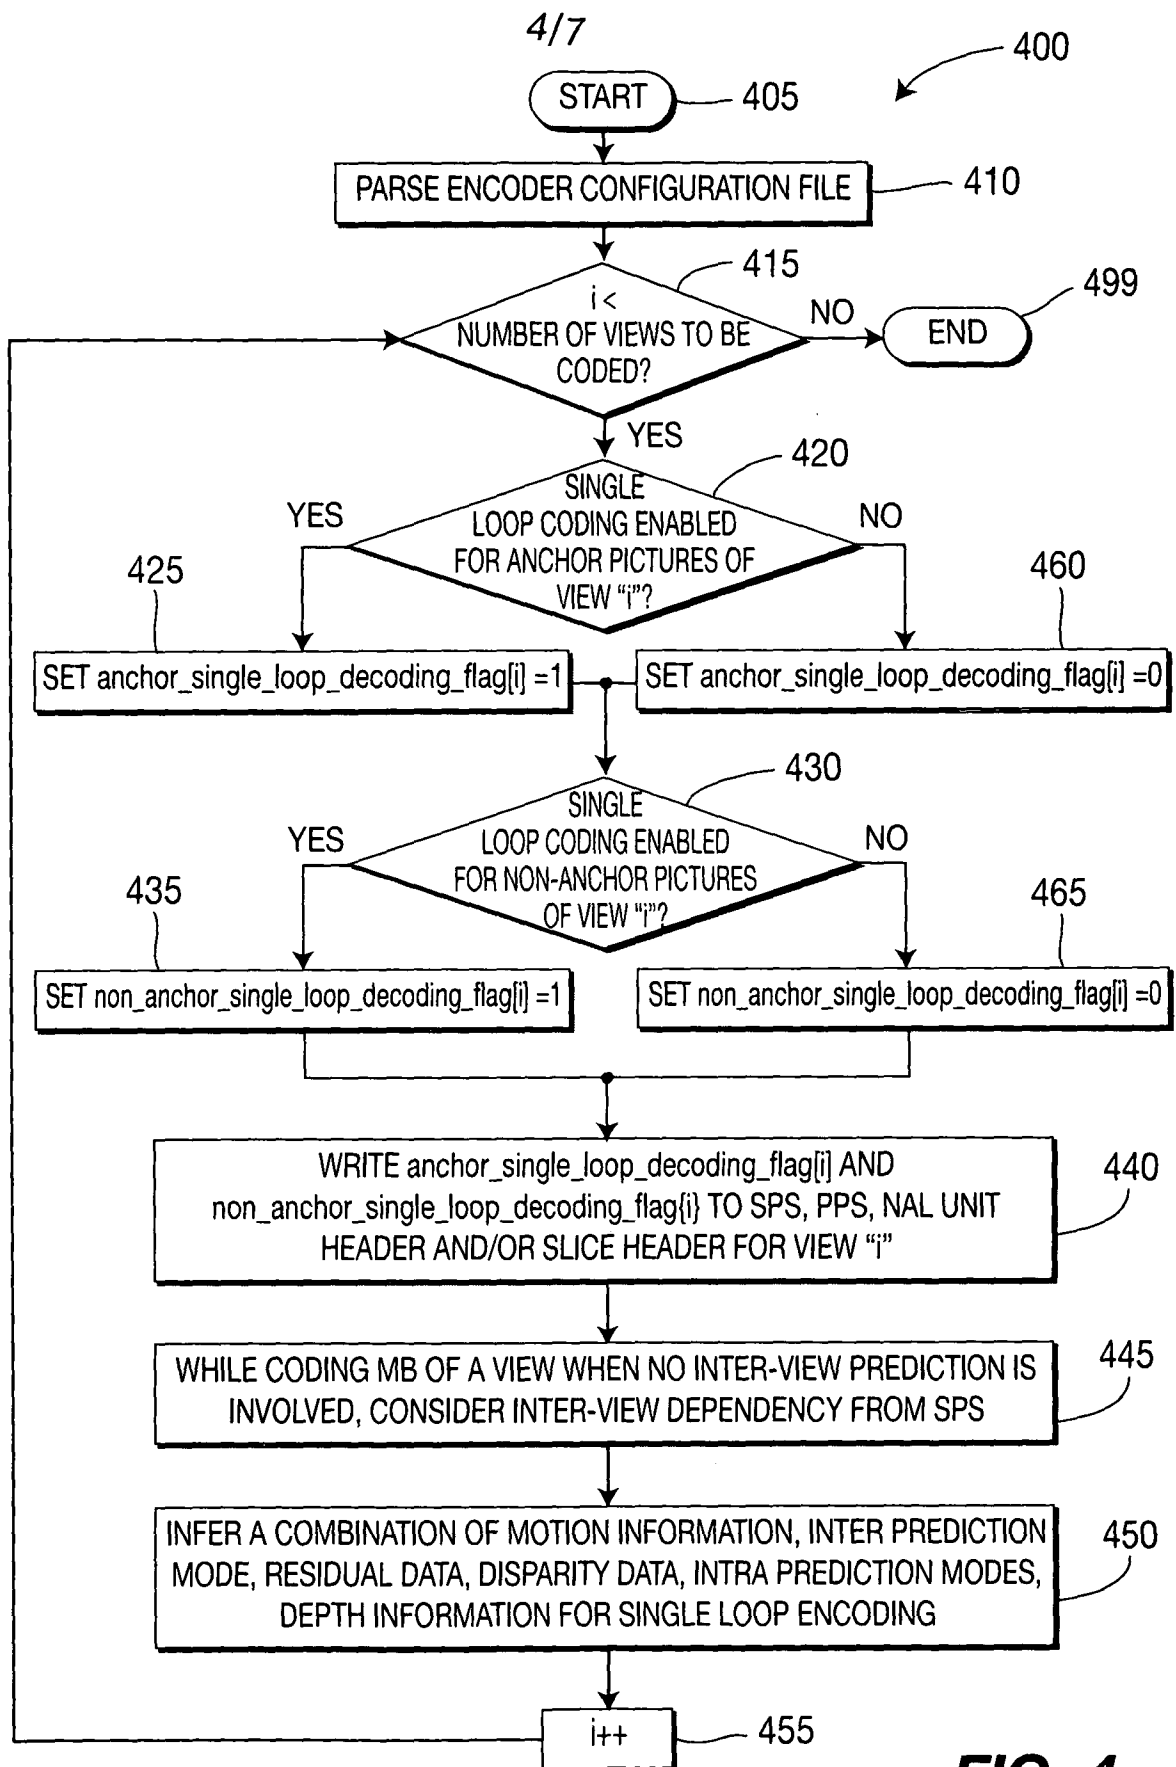 4/7
400
START
405
PARSE ENCODER CONFIGURATION FILE
410
415
i <
NUMBER OF VIEWS TO BE
CODED?
NO
END
499
YES
420
SINGLE
LOOP CODING ENABLED
FOR ANCHOR PICTURES OF
VIEW "i"?
YES
NO
425
460
SET anchor_single_loop_decoding_flag[i] =1
SET anchor_single_loop_decoding_flag[i] =0
430
SINGLE
LOOP CODING ENABLED
FOR NON-ANCHOR PICTURES
OF VIEW "i"?
YES
NO
435
465
SET non_anchor_single_loop_decoding_flag[i] =1
SET non_anchor_single_loop_decoding_flag[i] =0
WRITE anchor_single_loop_decoding_flag[i] AND
non_anchor_single_loop_decoding_flag{i} TO SPS, PPS, NAL UNIT
HEADER AND/OR SLICE HEADER FOR VIEW "i"
440
WHILE CODING MB OF A VIEW WHEN NO INTER-VIEW PREDICTION IS
INVOLVED, CONSIDER INTER-VIEW DEPENDENCY FROM SPS
445
INFER A COMBINATION OF MOTION INFORMATION, INTER PREDICTION
MODE, RESIDUAL DATA, DISPARITY DATA, INTRA PREDICTION MODES,
DEPTH INFORMATION FOR SINGLE LOOP ENCODING
450
i++
455